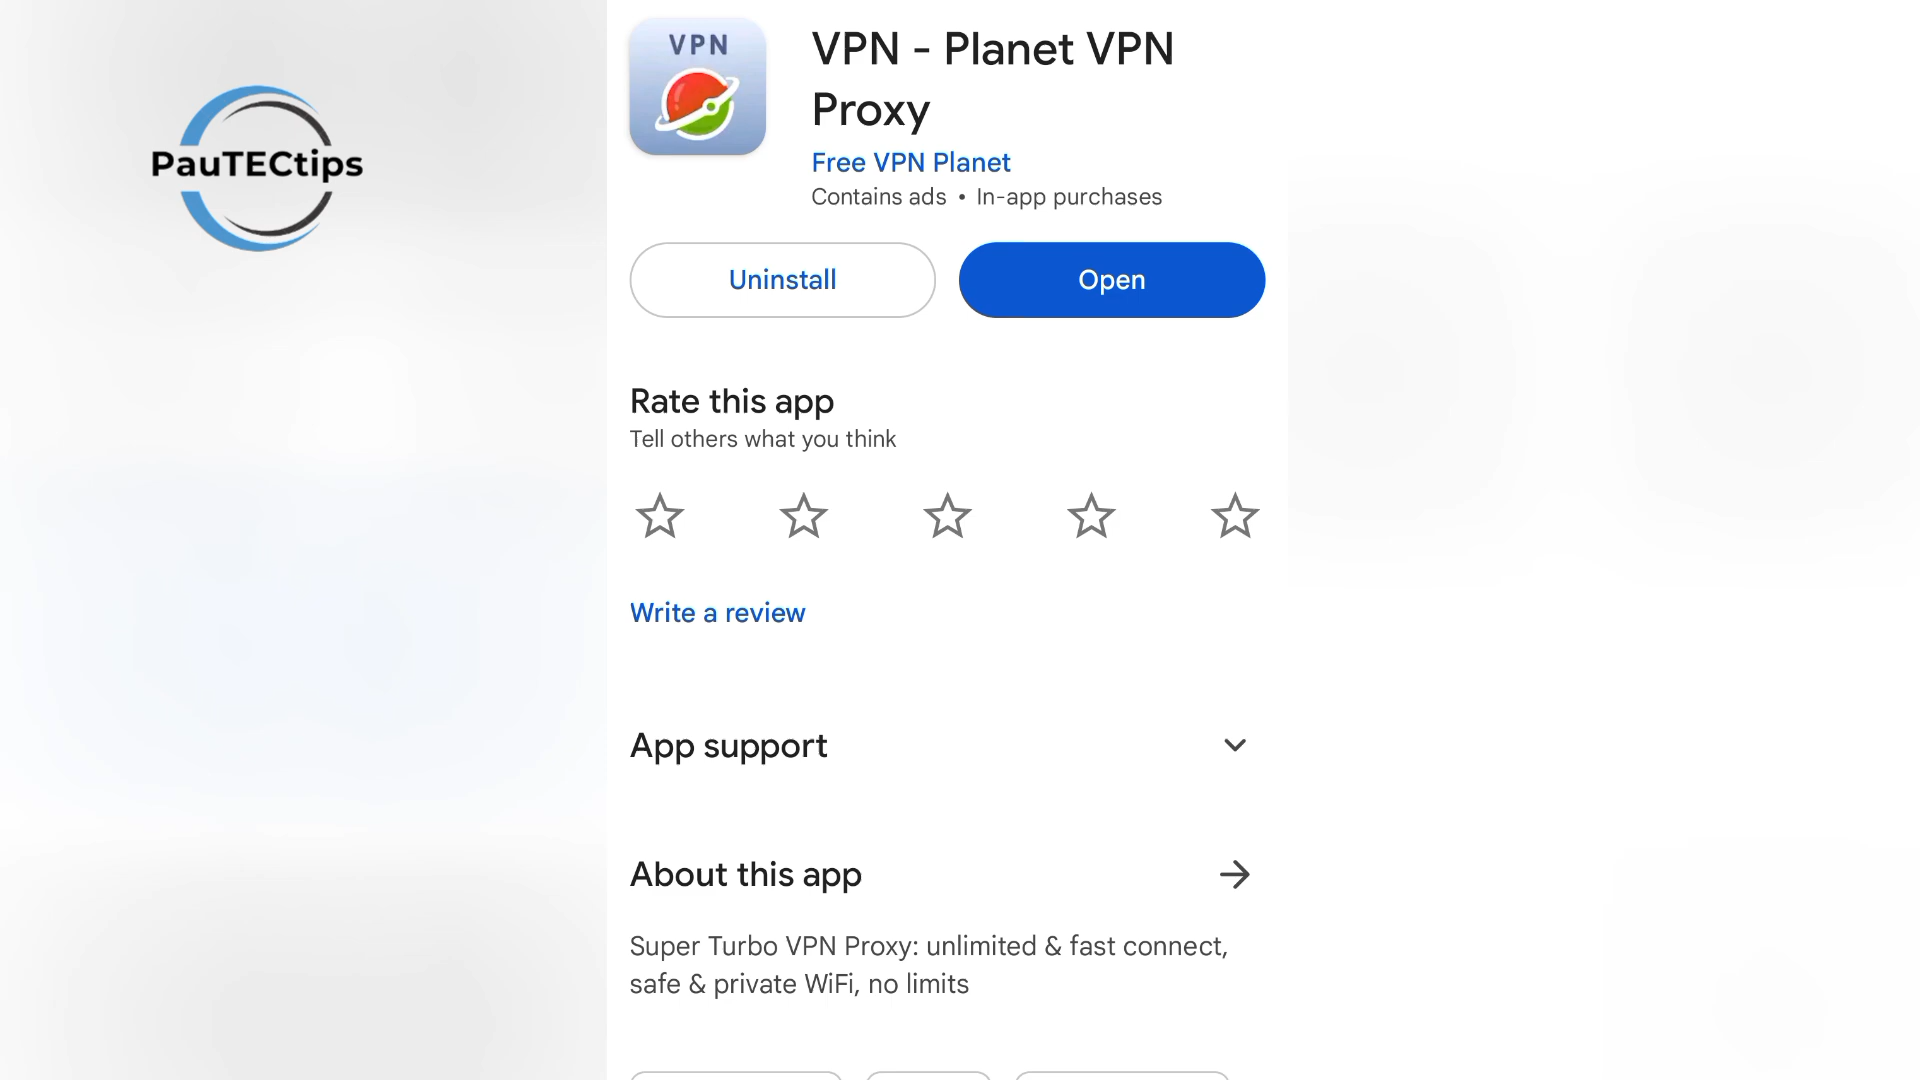 PauTECtips
VPN
VPN - Planet VPN
Proxy
Free VPN Planet
Contains ads • In-app purchases
Uninstall
Open
Rate this app
Tell others what you think
Write a review
App support
About this app
Super Turbo VPN Proxy: unlimited & fast connect,
safe & private WiFi, no limits